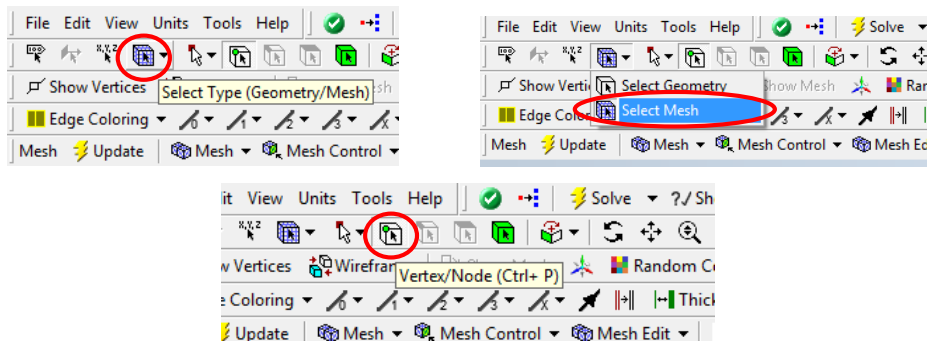 File Edit View Units Tools Help
X,Y,Z
Show Vertices
Select Type (Geometry/Mesh)
Edge Coloring
Mesh Update Mesh Mesh Control
File Edit View Units Tools Help Solve
X,Y,Z
Show Verti Select Geometry how Mesh Ran
Edge Color Select Mesh
Mesh Update Mesh Mesh Control Mesh Ed
it View Units Tools Help Solve ?/ Sh
X,Y,Z
w Vertices Wirefra Random Co
Vertex/Node (Ctrl+ P)
e Coloring Thick
Update Mesh Mesh Control Mesh Edit